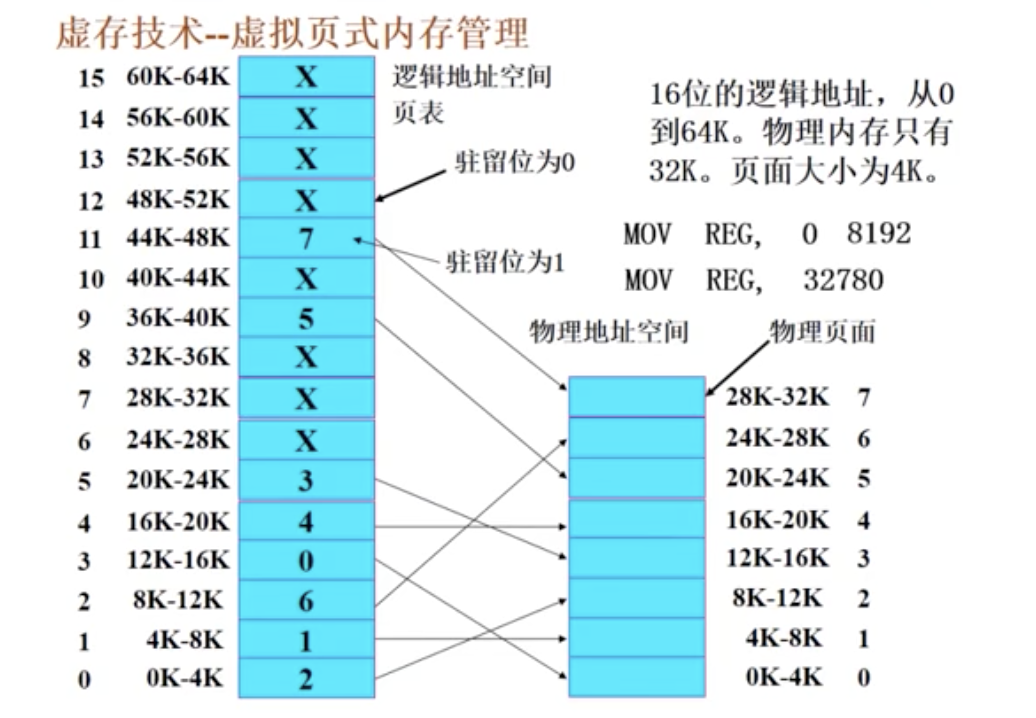 虚存技术--虚拟页式内存管理
逻辑地址空间
页表
16位的逻辑地址，从0
到64K。物理内存只有
32K。页面大小为4K。
驻留位为0
驻留位为1
MOV REG, 0 8192
MOV REG, 32780
物理地址空间
物理页面
15 60K-64K X
14 56K-60K X
13 52K-56K X
12 48K-52K X
11 44K-48K 7
10 40K-44K X
9 36K-40K 5
8 32K-36K X
7 28K-32K X
6 24K-28K X
5 20K-24K 3
4 16K-20K 4
3 12K-16K 0
2 8K-12K 6
1 4K-8K 1
0 0K-4K 2
28K-32K 7
24K-28K 6
20K-24K 5
16K-20K 4
12K-16K 3
8K-12K 2
4K-8K 1
0K-4K 0